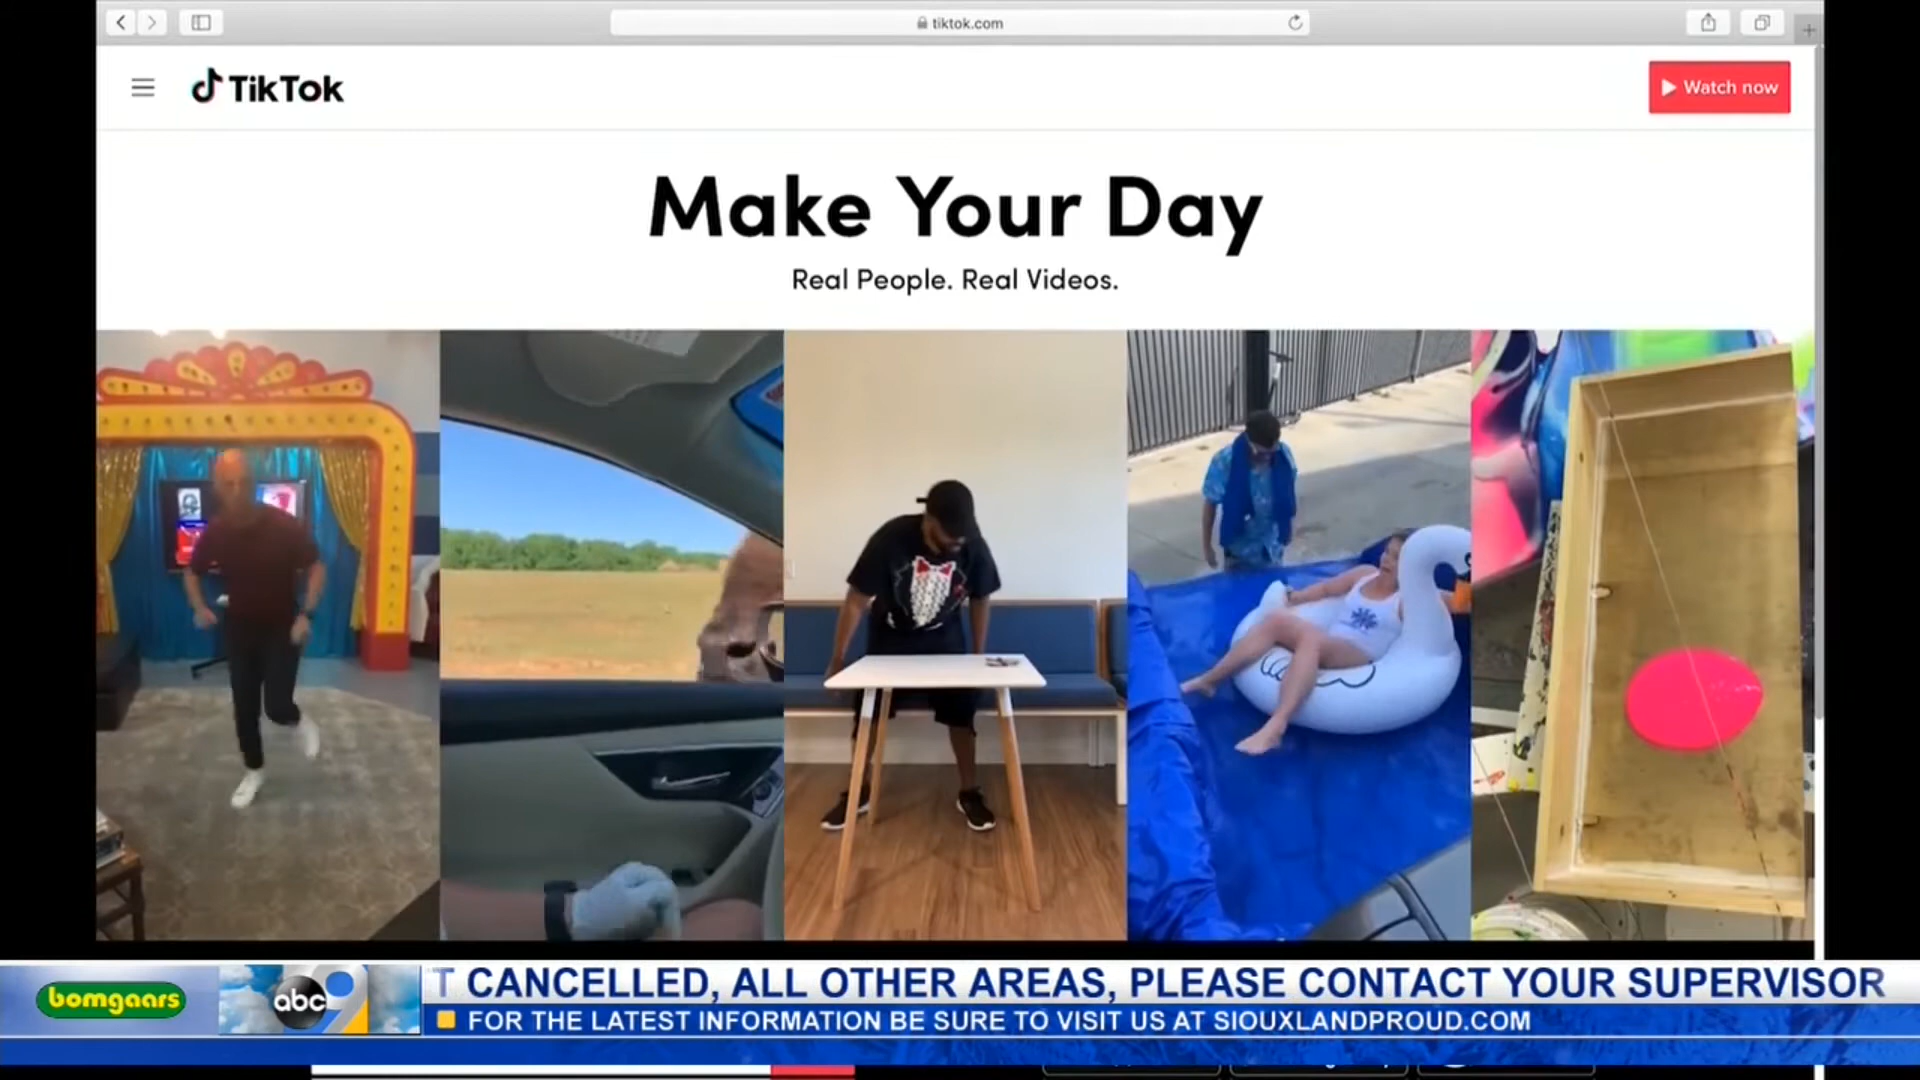 tiktok.com
TikTok
Watch now
Make Your Day
Real People. Real Videos.
bomgaars
abc 9
T CANCELLED, ALL OTHER AREAS, PLEASE CONTACT YOUR SUPERVISOR
FOR THE LATEST INFORMATION BE SURE TO VISIT US AT SIOUXLANDPROUD.COM